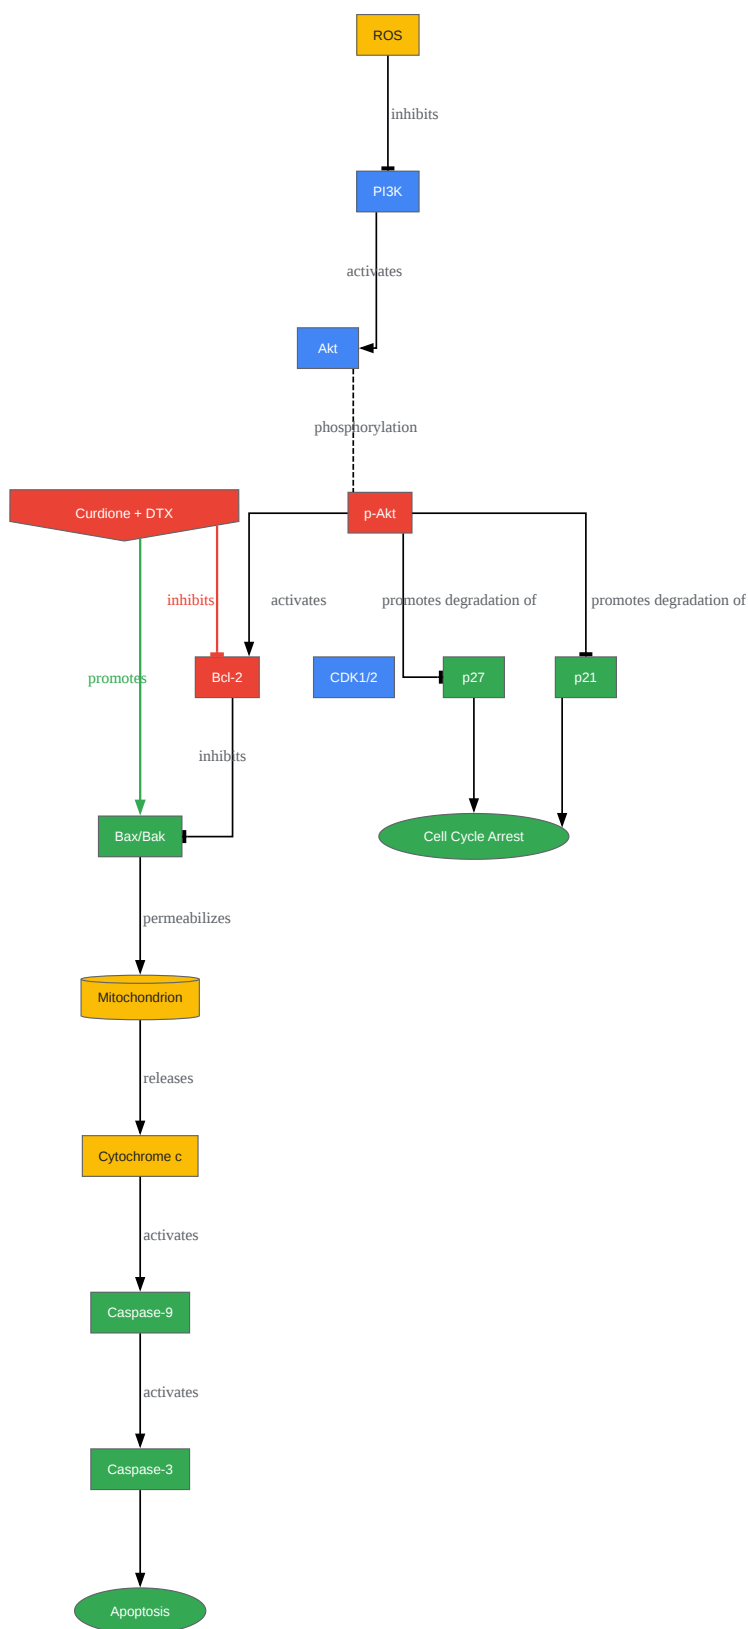 ROS
inhibits
PI3K
activates
Akt
phosphorylation
Curdione + DTX
p-Akt
inhibits
activates
promotes degradation of
promotes degradation of
promotes
Bcl-2
CDK1/2
p27
p21
inhibits
Bax/Bak
Cell Cycle Arrest
permeabilizes
Mitochondrion
releases
Cytochrome c
activates
Caspase-9
activates
Caspase-3
Apoptosis